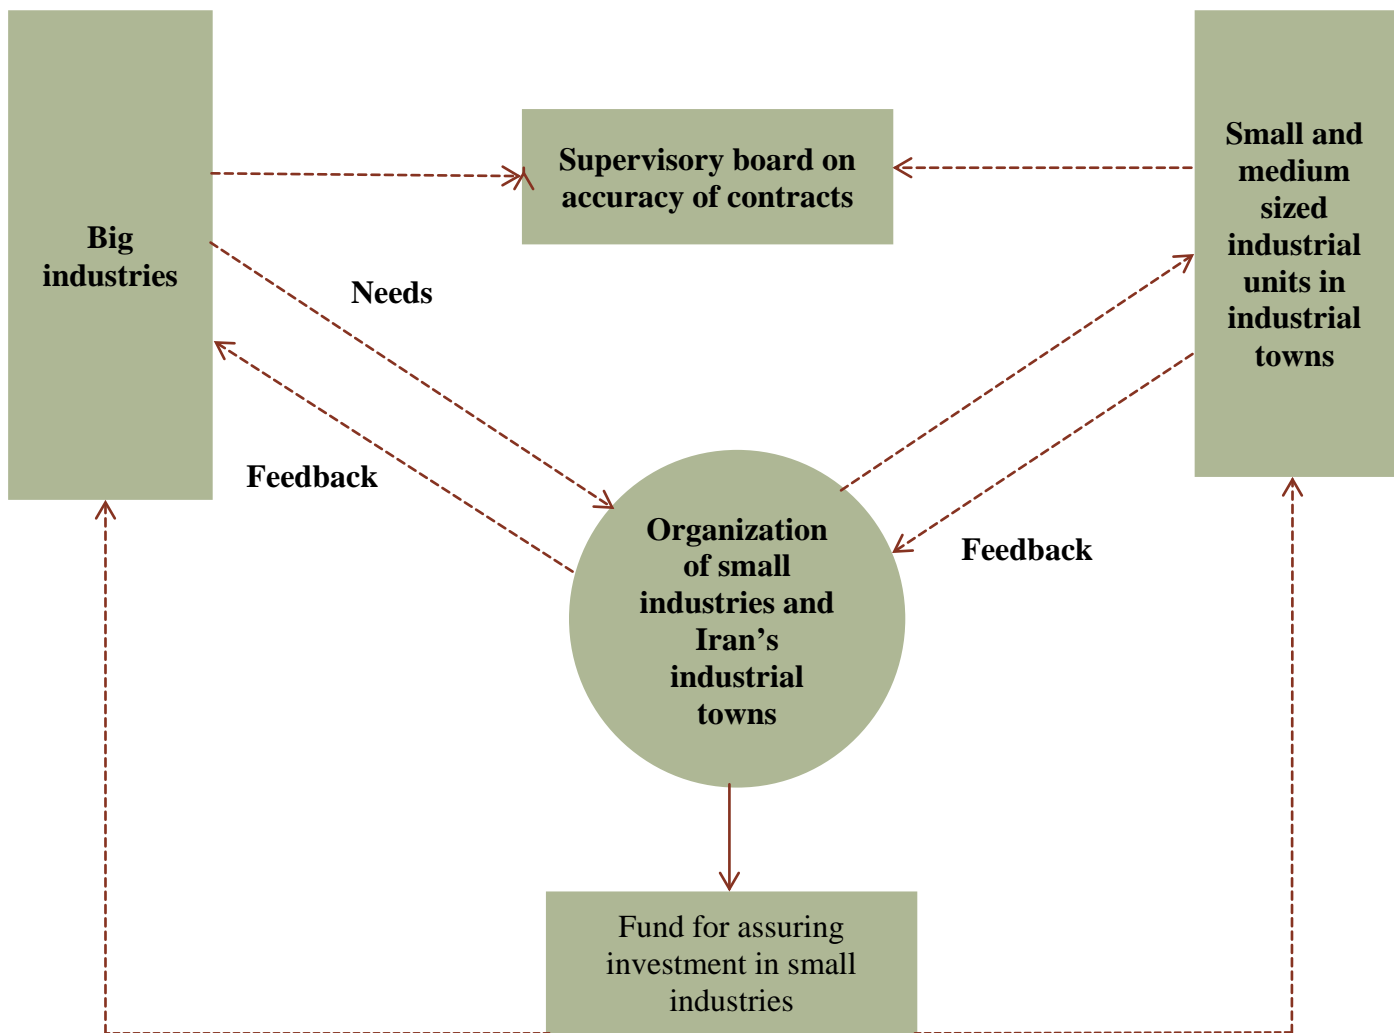 Big
industries
Supervisory board on
accuracy of contracts
Small and
medium
sized
industrial
units in
industrial
towns
Needs
Feedback
Feedback
Organization
of small
industries and
Iran’s
industrial
towns
Fund for assuring
investment in small
industries